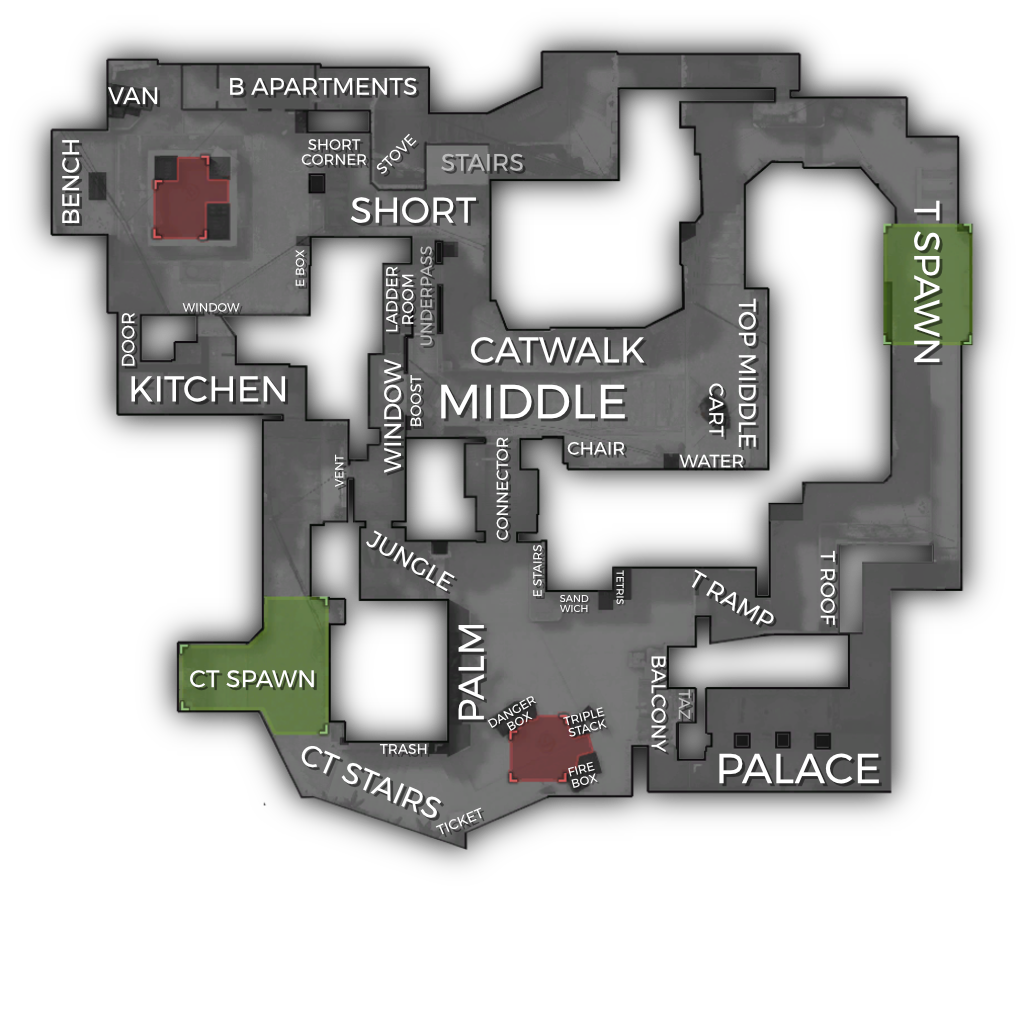 B APARTMENTS
VAN
SHORT
CORNER
STOVE
STAIRS
BENCH
SHORT
T SPAWN
E BOX
UNDERPASS
LADDER
ROOM
WINDOW
DOOR
TOP MIDDLE
CATWALK
KITCHEN
WINDOW
BOOST
MIDDLE
CART
CHAIR
WATER
VENT
CONNECTOR
JUNGLE
E STAIRS
TETRIS
SAND
WICH
T RAMP
T ROOF
PALM
CT SPAWN
BALCONY
TAZ
DANGER
BOX
TRIPLE
STACK
TRASH
FIRE
BOX
PALACE
CT STAIRS
TICKET